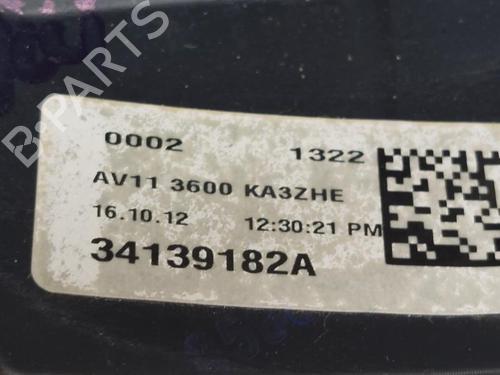 B-PARTS
0002 1322
AV11 3600 KA3ZHE
16.10.12 12:30:21 PM
34139182A